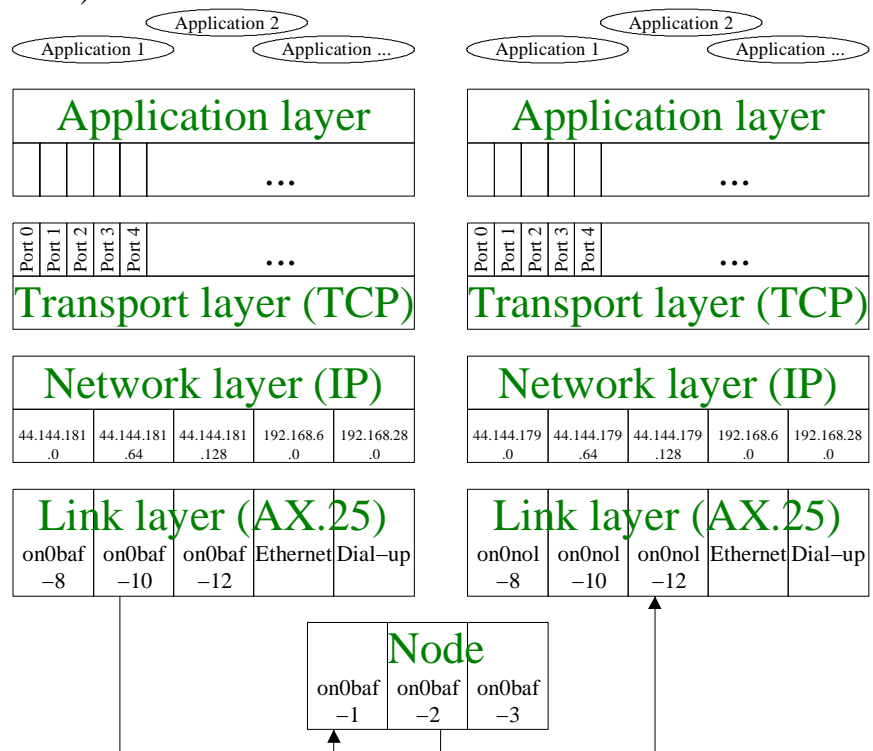 )
Application 2
Application 1
Application ...
Application 2
Application 1
Application ...
Application layer
...
Port 0
Port 1
Port 2
Port 3
Port 4
...
Transport layer (TCP)
Network layer (IP)
44.144.181
.0
44.144.181
.64
44.144.181
.128
192.168.6
.0
192.168.28
.0
Link layer (AX.25)
on0baf
−8
on0baf
−10
on0baf
−12
Ethernet
Dial−up
Application layer
...
Port 0
Port 1
Port 2
Port 3
Port 4
...
Transport layer (TCP)
Network layer (IP)
44.144.179
.0
44.144.179
.64
44.144.179
.128
192.168.6
.0
192.168.28
.0
Link layer (AX.25)
on0nol
−8
on0nol
−10
on0nol
−12
Ethernet
Dial−up
Node
on0baf
−1
on0baf
−2
on0baf
−3